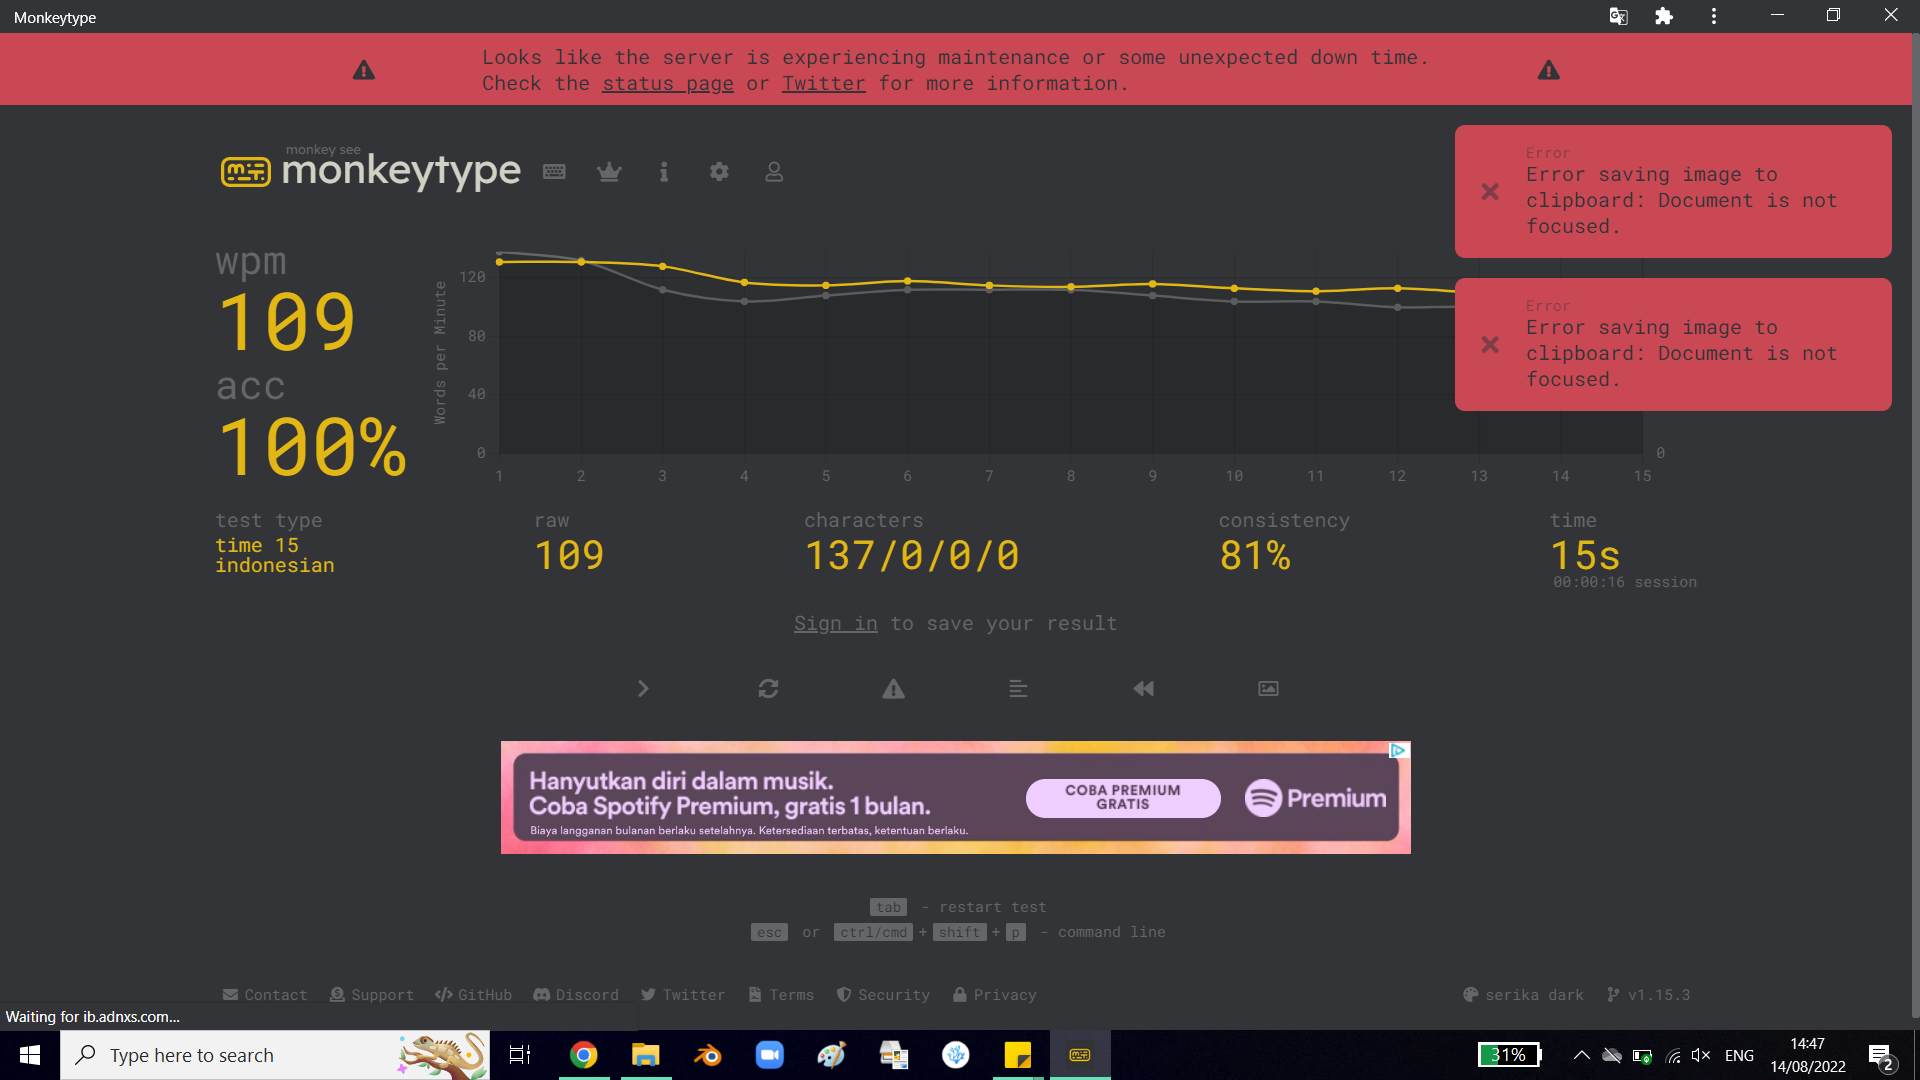 Monkeytype
Looks like the server is experiencing maintenance or some unexpected down time.
Check the status page or Twitter for more information.
monkey see
monkeytype
Error
Error saving image to
clipboard: Document is not
focused.
Error
Error saving image to
clipboard: Document is not
focused.
wpm
109
acc
100%
Words per Minute
120
80
40
0
0
1 2 3 4 5 6 7 8 9 10 11 12 13 14 15
test type
time 15
indonesian
raw
109
characters
137/0/0/0
consistency
81%
time
15s
00:00:16 session
Sign in to save your result
Hanyutkan diri dalam musik.
Coba Spotify Premium, gratis 1 bulan.
Biaya langganan bulanan berlaku setelahnya. Ketersediaan terbatas, ketentuan berlaku.
COBA PREMIUM
GRATIS
Premium
tab - restart test
esc or ctrl/cmd + shift + p - command line
Contact Support GitHub Discord Twitter Terms Security Privacy
serika dark v1.15.3
Waiting for ib.adnxs.com...
Type here to search
31%
ENG
14:47
14/08/2022
2